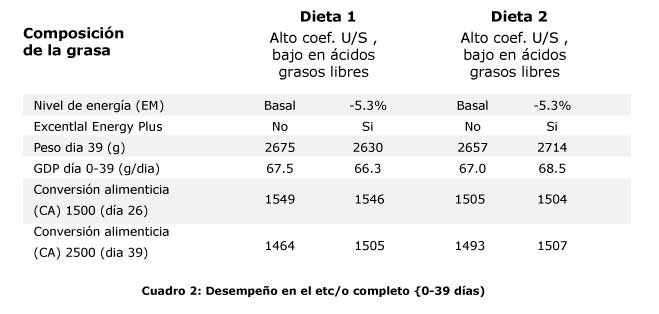 Composición
de la grasa
Dieta 1
Alto coef. U/S ,
bajo en ácidos
grasos libres
Dieta 2
Alto coef. U/S ,
bajo en ácidos
grasos libres
Nivel de energía (EM) Basal -5.3% Basal -5.3%
Excentlal Energy Plus No Si No Si
Peso dia 39 (g) 2675 2630 2657 2714
GDP día 0-39 (g/dia) 67.5 66.3 67.0 68.5
Conversión alimenticia
(CA) 1500 (día 26) 1549 1546 1505 1504
Conversión alimenticia
(CA) 2500 (dia 39) 1464 1505 1493 1507
Cuadro 2: Desempeño en el etc/o completo {0-39 días)